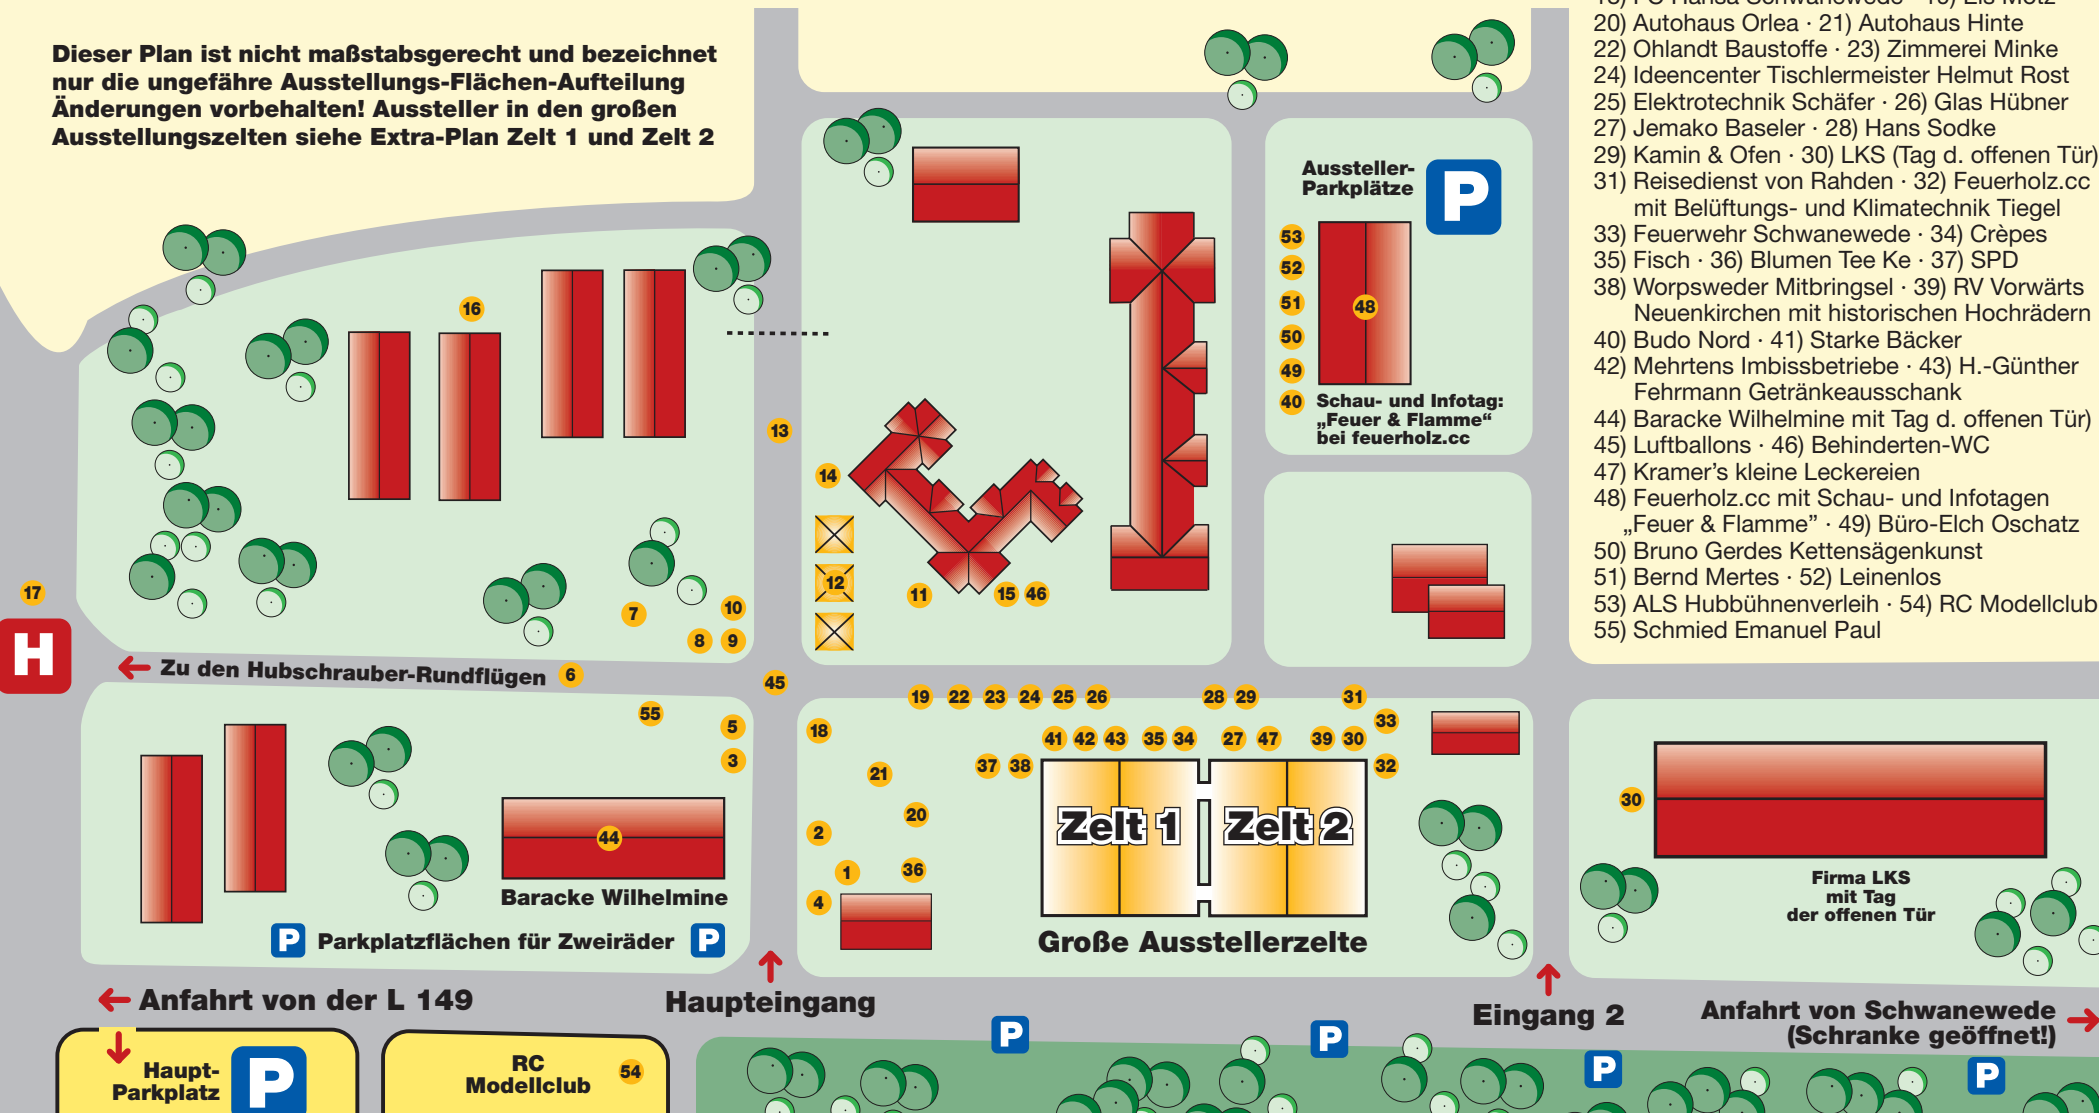 Dieser Plan ist nicht maßstabsgerecht und bezeichnet
nur die ungefähre Ausstellungs-Flächen-Aufteilung
Änderungen vorbehalten! Aussteller in den großen
Ausstellungszelten siehe Extra-Plan Zelt 1 und Zelt 2
20) Autohaus Orlea · 21) Autohaus Hinte
22) Ohlandt Baustoffe · 23) Zimmerei Minke
24) Ideencenter Tischlermeister Helmut Rost
25) Elektrotechnik Schäfer · 26) Glas Hübner
27) Jemako Baseler · 28) Hans Sodke
29) Kamin & Ofen · 30) LKS (Tag d. offenen Tür)
31) Reisedienst von Rahden · 32) Feuerholz.cc
mit Belüftungs- und Klimatechnik Tiegel
33) Feuerwehr Schwanewede · 34) Crèpes
35) Fisch · 36) Blumen Tee Ke · 37) SPD
38) Worpsweder Mitbringsel · 39) RV Vorwärts
Neuenkirchen mit historischen Hochrädern
40) Budo Nord · 41) Starke Bäcker
42) Mehrtens Imbissbetriebe · 43) H.-Günther
Fehrmann Getränkeausschank
44) Baracke Wilhelmine mit Tag d. offenen Tür)
45) Luftballons · 46) Behinderten-WC
47) Kramer's kleine Leckereien
48) Feuerholz.cc mit Schau- und Infotagen
„Feuer & Flamme” · 49) Büro-Elch Oschatz
50) Bruno Gerdes Kettensägenkunst
51) Bernd Mertes · 52) Leinenlos
53) ALS Hubbühnenverleih · 54) RC Modellclub
55) Schmied Emanuel Paul
Aussteller-
Parkplätze
P
53
52
51
50
49
48
40
Schau- und Infotag:
„Feuer & Flamme“
bei feuerholz.cc
16
13
14
12
11
15
46
17
H
7
10
8
9
Zu den Hubschrauber-Rundflügen
6
45
55
5
3
44
Baracke Wilhelmine
P
Parkplatzflächen für Zweiräder
P
19
22
23
24
25
26
28
29
31
18
33
41
42
43
35
34
27
47
39
30
21
37
38
32
20
2
1
36
4
Zelt 1
Zelt 2
Große Ausstellerzelte
30
Firma LKS
mit Tag
der offenen Tür
Anfahrt von der L 149
Haupteingang
Eingang 2
Anfahrt von Schwanewede
(Schranke geöffnet!)
Haupt-
Parkplatz
P
RC
Modellclub
54
P
P
P
P